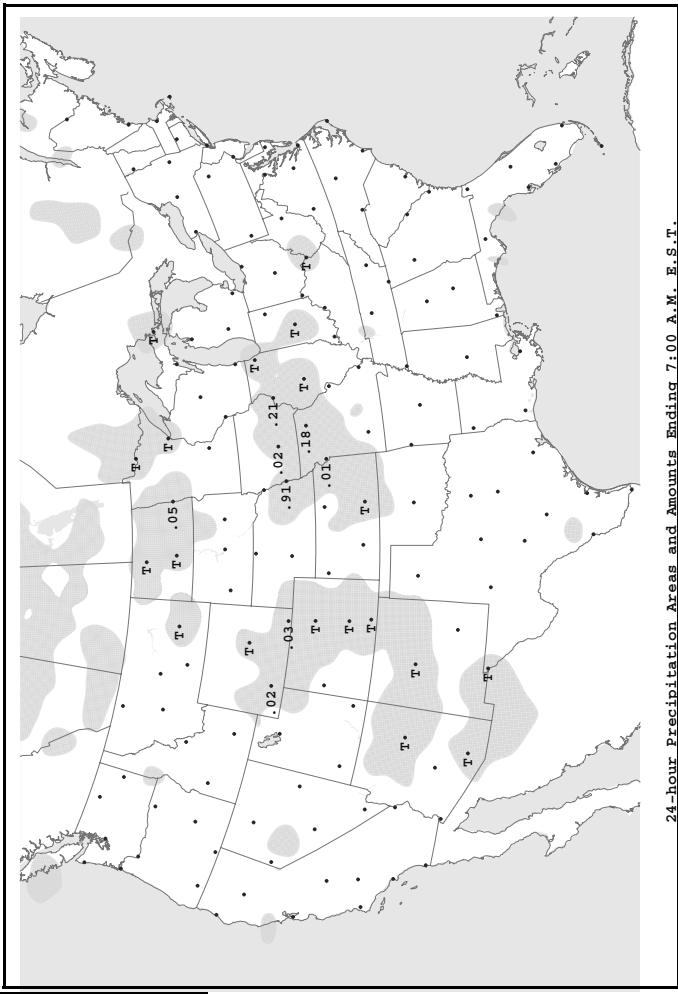 T
T
T
T
.05
T
T
T
T
.02
.21
.02
.91
.03
T
T
T
.18
T
.01
T
T
T
T
T
T
T
24-hour Precipitation Areas and Amounts Ending 7:00 A.M. E.S.T.